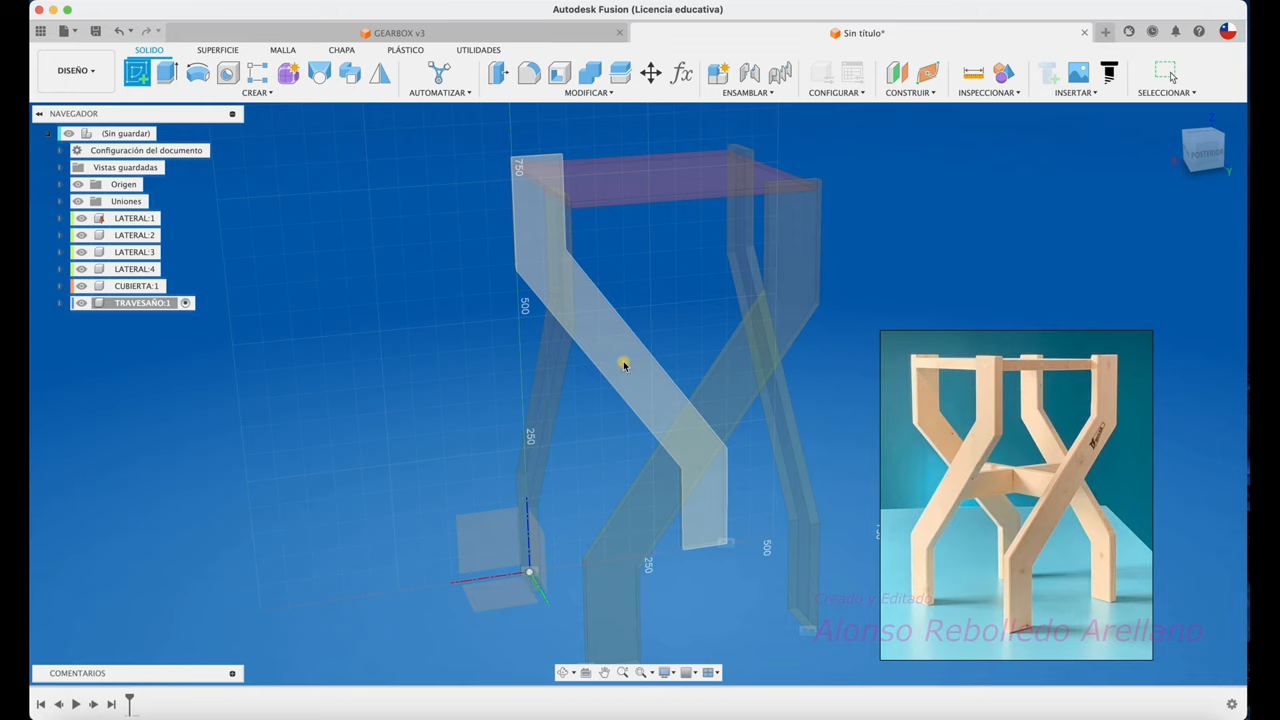 Autodesk Fusion (Licencia educativa)
GEARBOX v3
Sin título*
DISEÑO
SOLIDO
SUPERFICIE
MALLA
CHAPA
PLÁSTICO
UTILIDADES
CREAR
AUTOMATIZAR
MODIFICAR
ENSAMBLAR
CONFIGURAR
CONSTRUIR
INSPECCIONAR
INSERTAR
SELECCIONAR
NAVEGADOR
(Sin guardar)
Configuración del documento
Vistas guardadas
Origen
Uniones
LATERAL:1
LATERAL:2
LATERAL:3
LATERAL:4
CUBIERTA:1
TRAVESAÑO:1
750
500
250
250
500
Z
POSTERIOR
Y
Creado y Editado
Alonso Rebolledo Arellano
COMENTARIOS